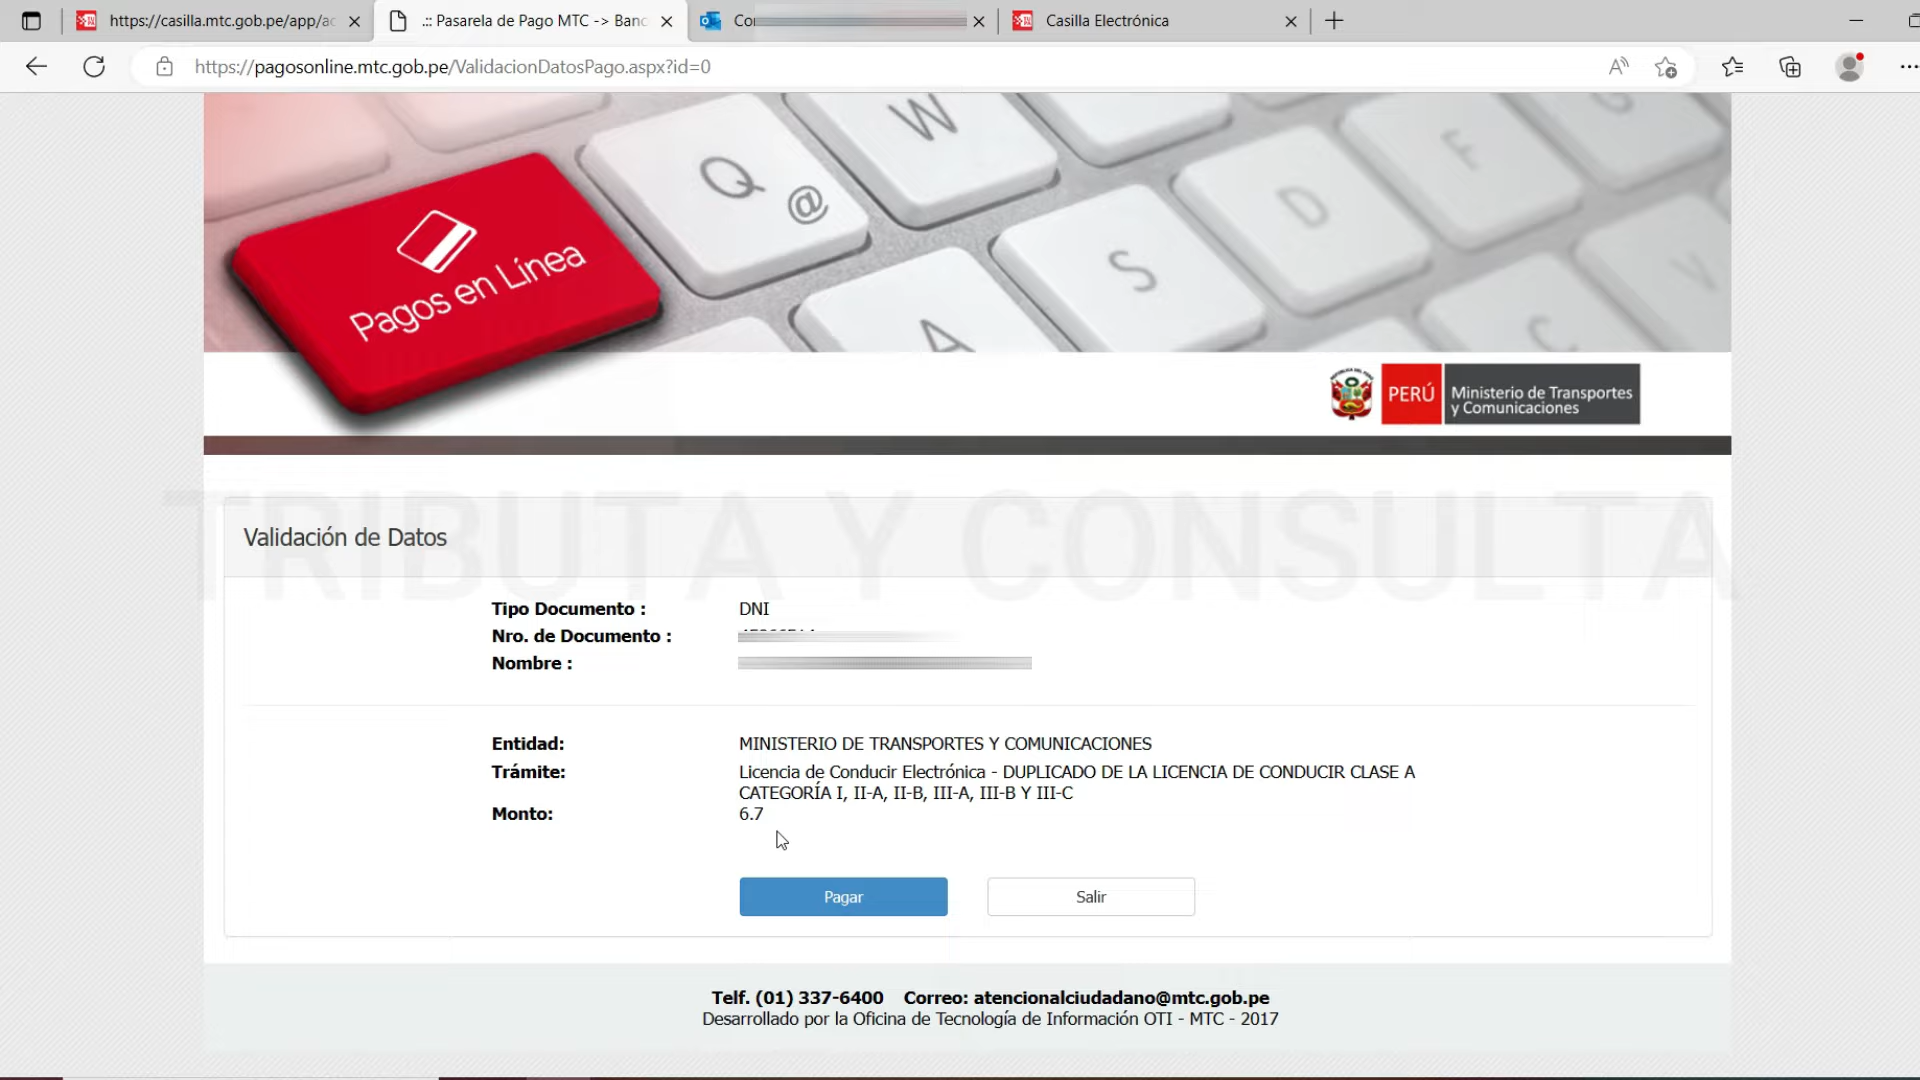 https://casilla.mtc.gob.pe/app/ac
.:: Pasarela de Pago MTC -> Banc
Casilla Electrónica
https://pagosonline.mtc.gob.pe/ValidacionDatosPago.aspx?id=0
Q @ W
A S D F G
C V
Pagos en Línea
PERÚ
Ministerio de Transportes
y Comunicaciones
TRIBUTA Y CONSULTA
Validación de Datos
Tipo Documento : DNI
Nro. de Documento :
Nombre :
Entidad: MINISTERIO DE TRANSPORTES Y COMUNICACIONES
Trámite: Licencia de Conducir Electrónica - DUPLICADO DE LA LICENCIA DE CONDUCIR CLASE A
CATEGORÍA I, II-A, II-B, III-A, III-B Y III-C
Monto: 6.7
Pagar Salir
Telf. (01) 337-6400 Correo: atencionalciudadano@mtc.gob.pe
Desarrollado por la Oficina de Tecnología de Información OTI - MTC - 2017